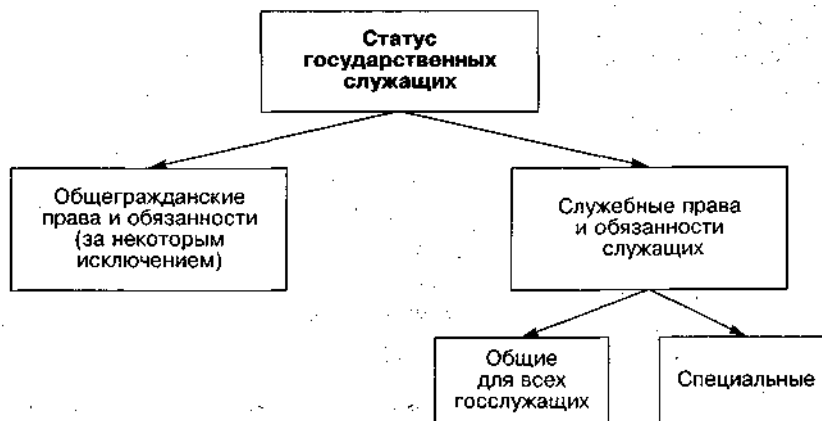 Статус
государственных
служащих
Общегражданские
права и обязанности
(за некоторым
исключением)
Служебные права
и обязанности
служащих
Общие
для всех
госслужащих
Специальные